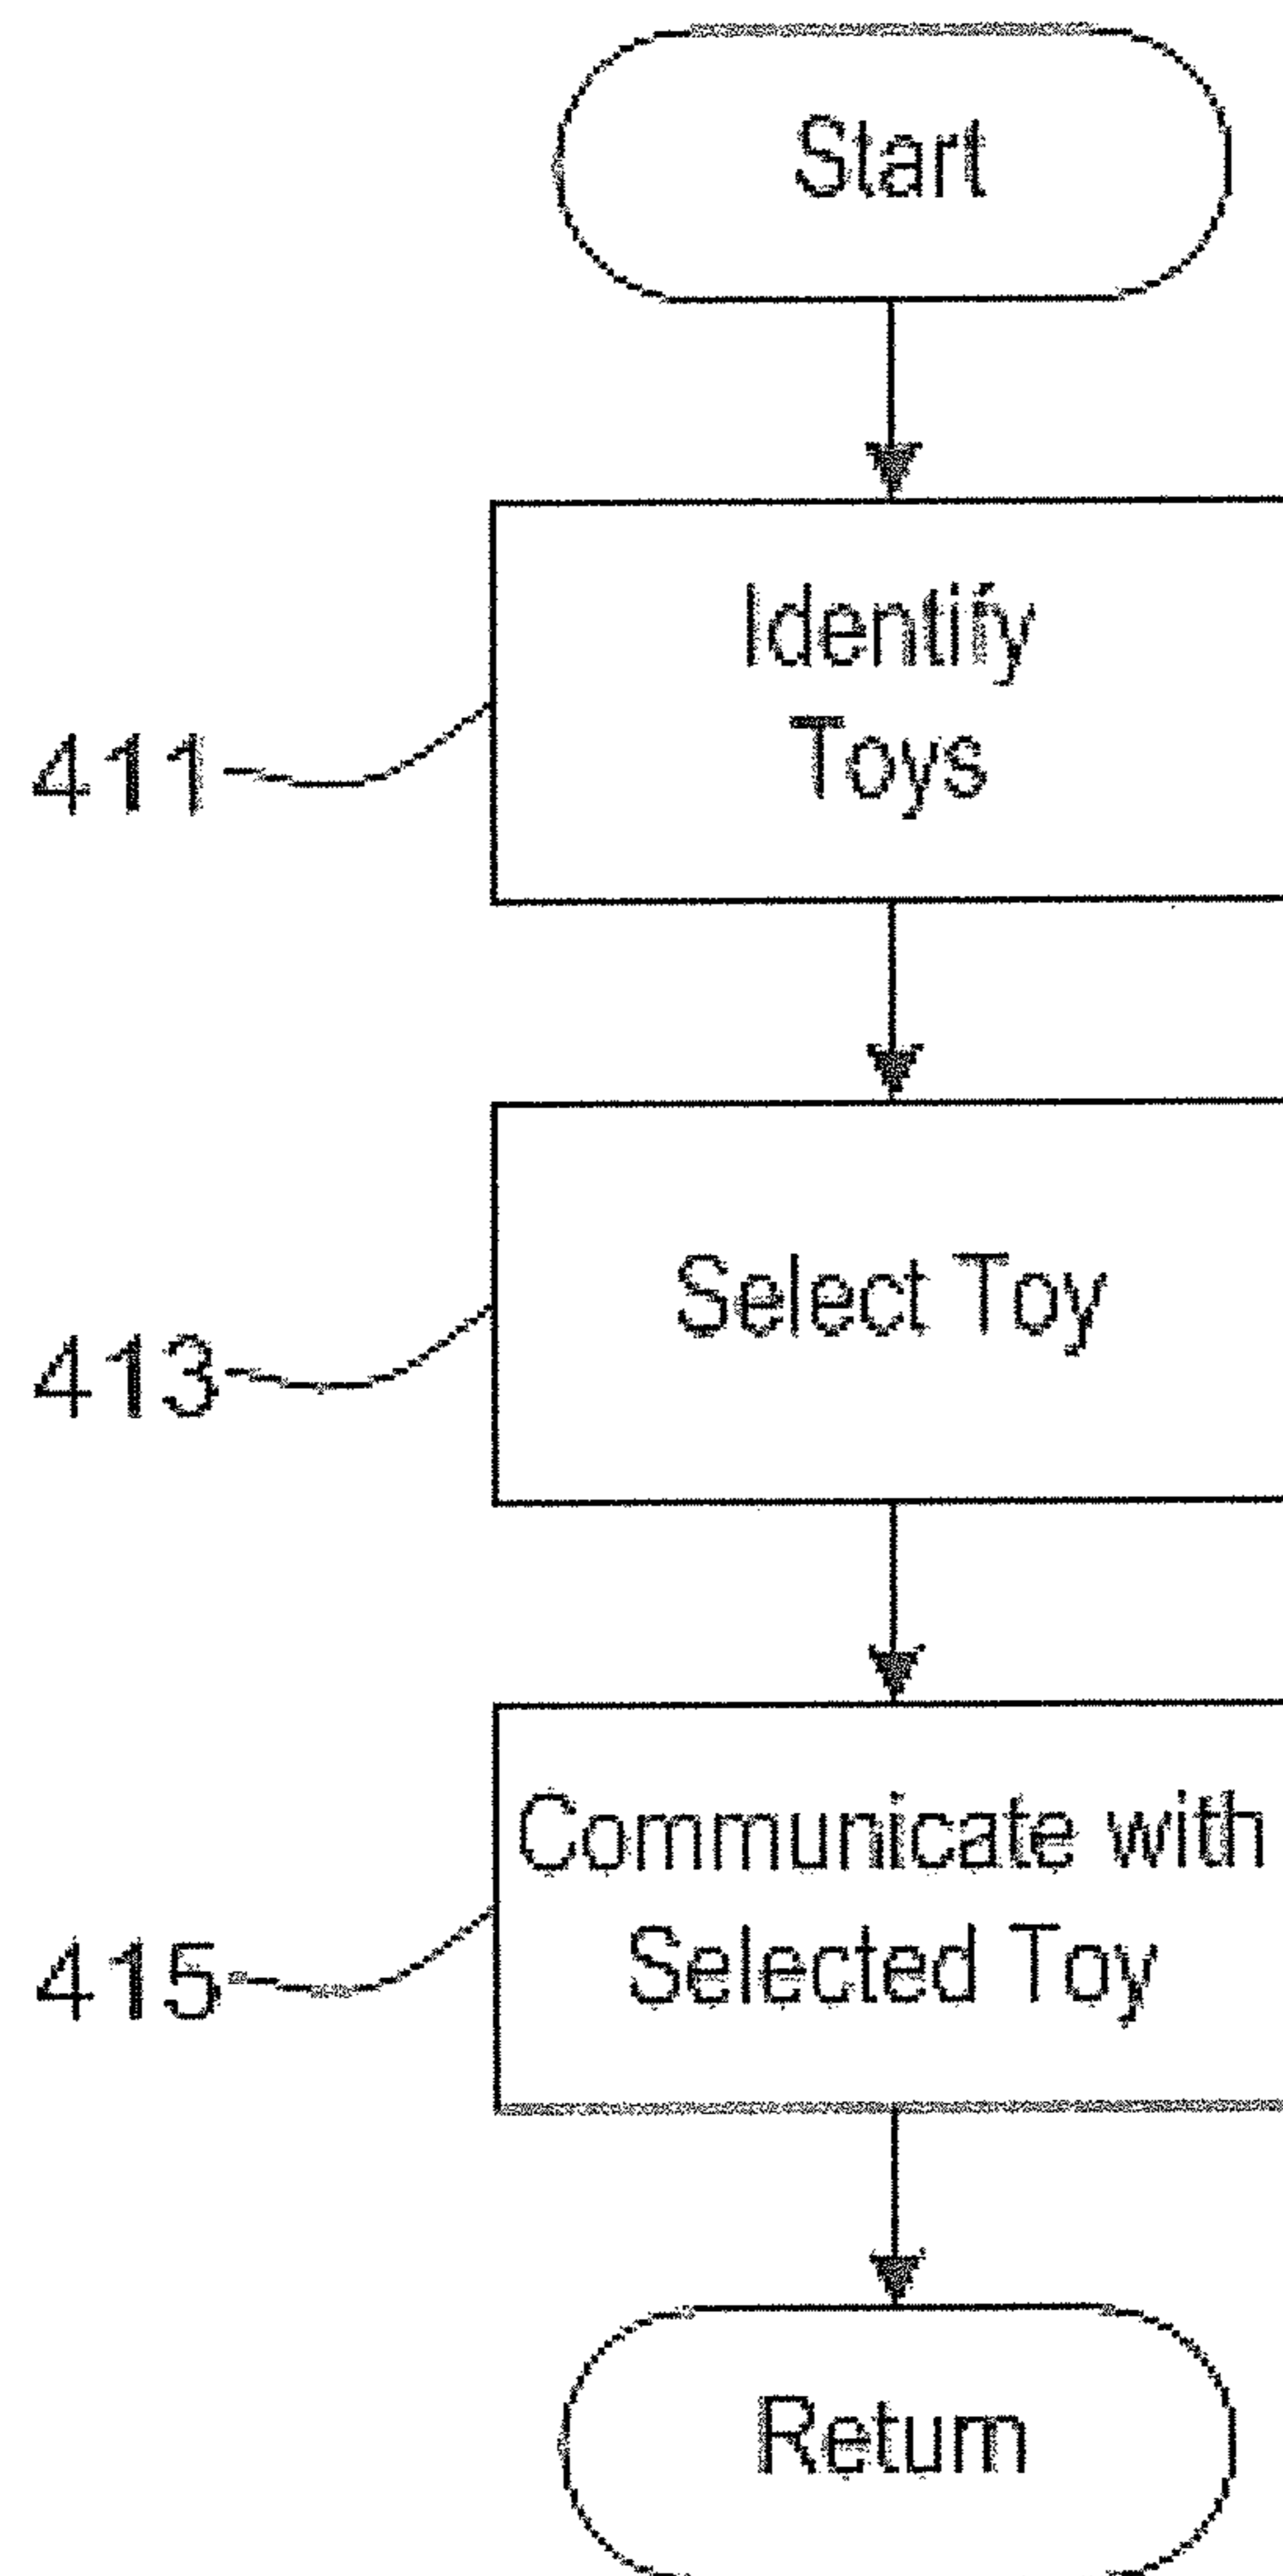 Start
Identify
Toys
411
Select Toy
413
Communicate with
Selected Toy
415
Return